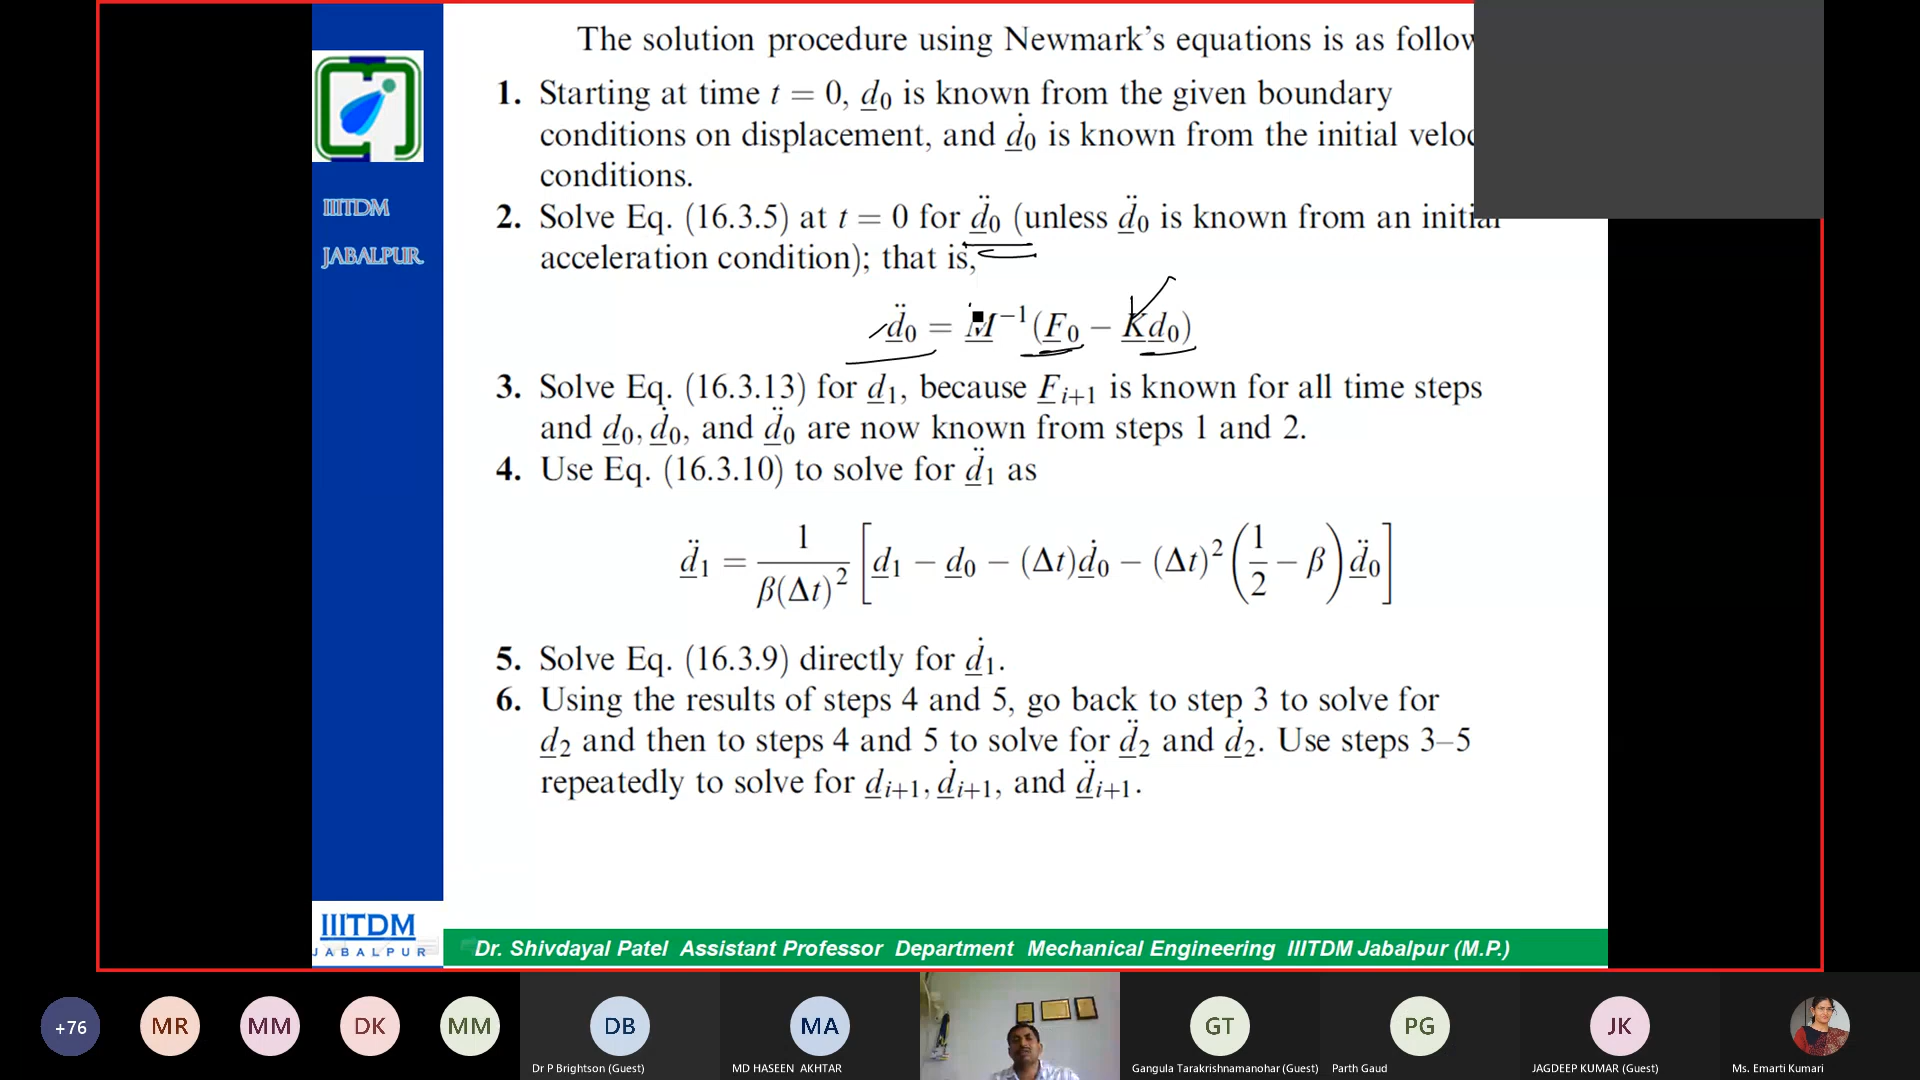 The solution procedure using Newmark's equations is as follow
1. Starting at time t = 0, d₀ is known from the given boundary
conditions on displacement, and ḋ₀ is known from the initial veloc
conditions.
2. Solve Eq. (16.3.5) at t = 0 for d̈₀ (unless d̈₀ is known from an initial
acceleration condition); that is,
d̈₀ = M⁻¹(F₀ − Kd₀)
3. Solve Eq. (16.3.13) for d₁, because Fᵢ₊₁ is known for all time steps
and d₀, ḋ₀, and d̈₀ are now known from steps 1 and 2.
4. Use Eq. (16.3.10) to solve for d̈₁ as
d̈₁ = 1/(β(Δt)²) [d₁ − d₀ − (Δt)ḋ₀ − (Δt)²(1/2 − β)d̈₀]
5. Solve Eq. (16.3.9) directly for ḋ₁.
6. Using the results of steps 4 and 5, go back to step 3 to solve for
d₂ and then to steps 4 and 5 to solve for d̈₂ and ḋ₂. Use steps 3–5
repeatedly to solve for dᵢ₊₁, ḋᵢ₊₁, and d̈ᵢ₊₁.
IIITDM
JABALPUR
IIITDM
JABALPUR
Dr. Shivdayal Patel Assistant Professor Department Mechanical Engineering IIITDM Jabalpur (M.P.)
+76
MR
MM
DK
MM
DB
Dr P Brightson (Guest)
MA
MD HASEEN AKHTAR
GT
Gangula Tarakrishnamanohar (Guest)
PG
Parth Gaud
JK
JAGDEEP KUMAR (Guest)
Ms. Emarti Kumari